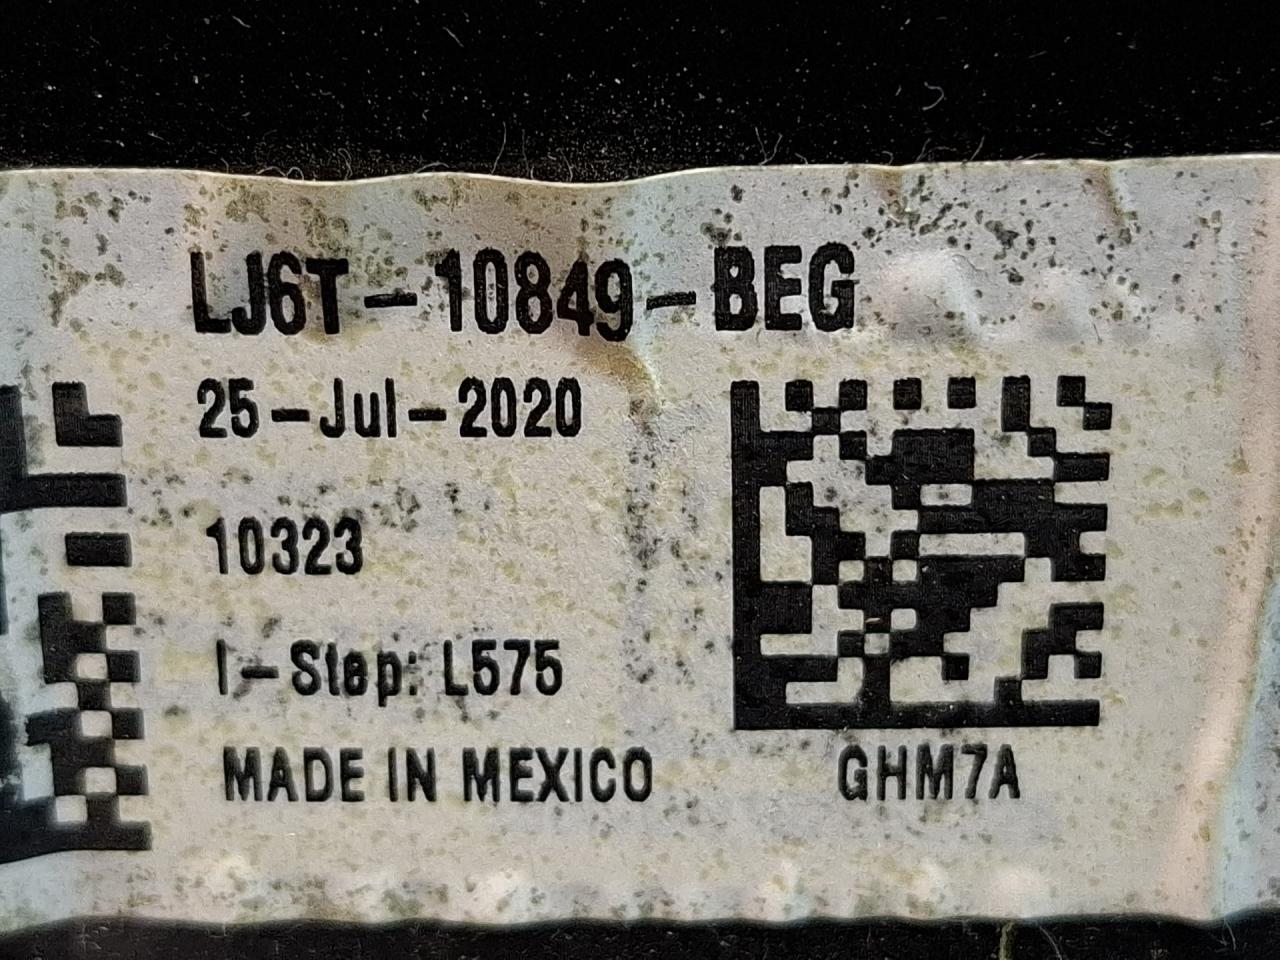 LJ6T-10849-BEG
25-Jul-2020
10323
I-Step: L575
MADE IN MEXICO
GHM7A